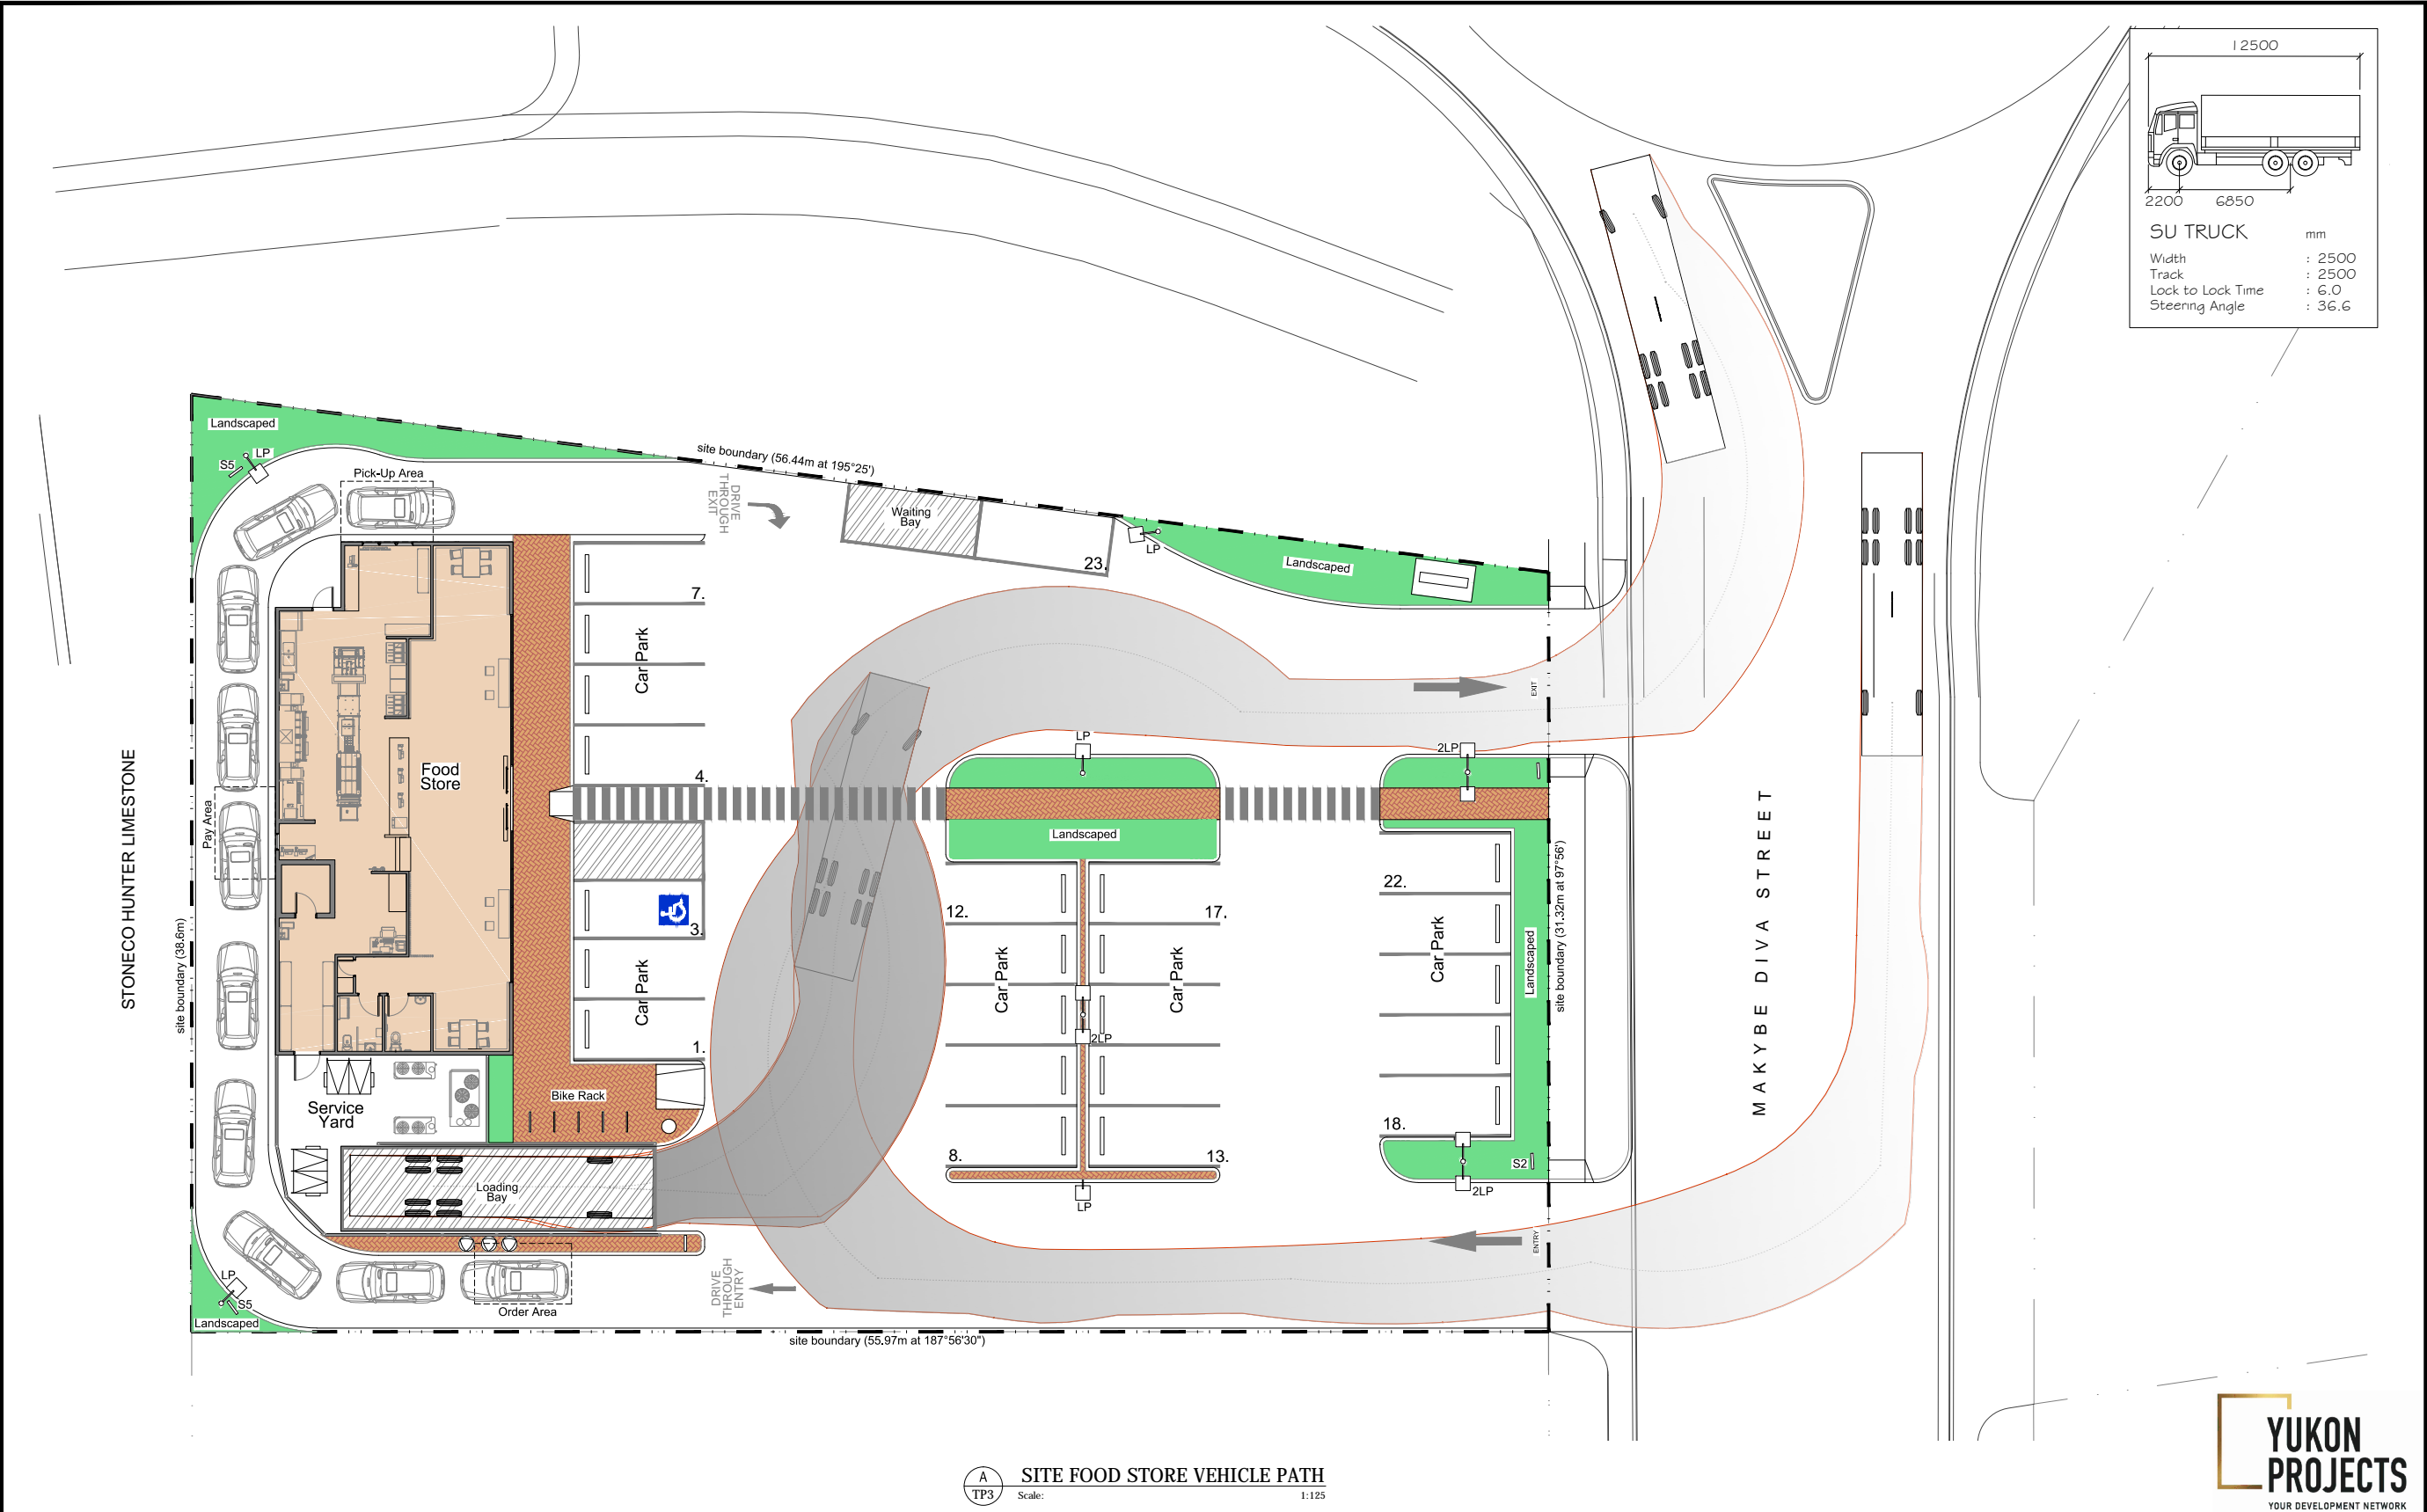 12500
2200
6850
SU TRUCK
mm
Width : 2500
Track : 2500
Lock to Lock Time : 6.0
Steering Angle : 36.6
Landscaped
LP
S5
Pick-Up Area
site boundary (56.44m at 195°25')
DRIVE
THROUGH
EXIT
Waiting
Bay
23.
LP
Landscaped
7.
Car Park
4.
EXIT
LP
2LP
Food
Store
Pay Area
STONECO HUNTER LIMESTONE
site boundary (38.6m)
Landscaped
3.
Car Park
1.
12.
Car Park
8.
17.
Car Park
13.
2LP
LP
22.
Car Park
18.
Landscaped
site boundary (31.32m at 97°56')
MAKYBE DIVA STREET
S2
2LP
Service
Yard
Bike Rack
Loading
Bay
ENTRY
DRIVE
THROUGH
ENTRY
LP
S5
Landscaped
Order Area
site boundary (55.97m at 187°56'30")
A
TP3
SITE FOOD STORE VEHICLE PATH
Scale: 1:125
YUKON
PROJECTS
YOUR DEVELOPMENT NETWORK